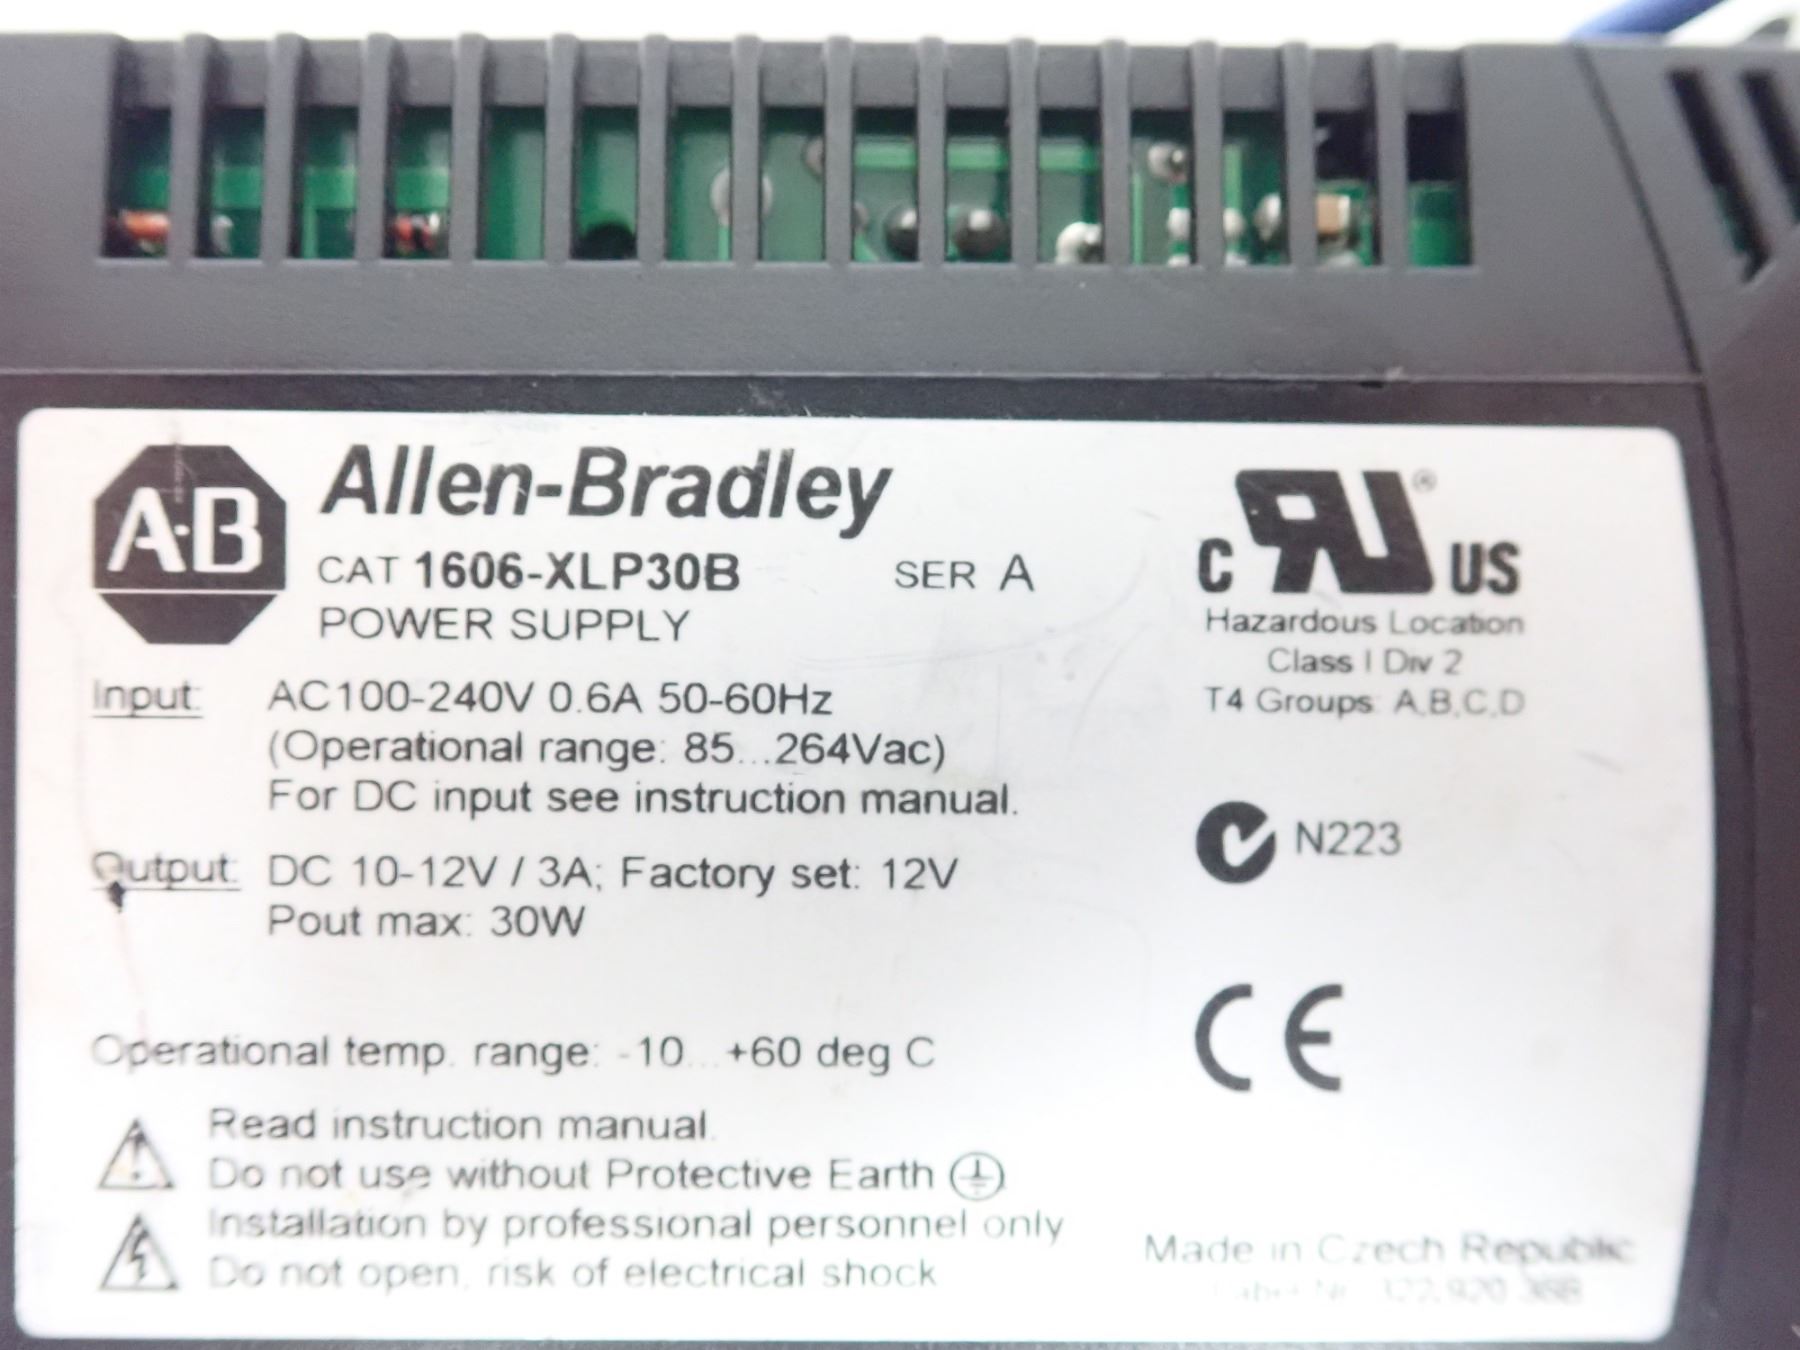 A-B Allen-Bradley
CAT 1606-XLP30B SER A
POWER SUPPLY
Input: AC100-240V 0.6A 50-60Hz
(Operational range: 85...264Vac)
For DC input see instruction manual.
Output: DC 10-12V / 3A; Factory set: 12V
Pout max: 30W
Operational temp. range: -10...+60 deg C
Read instruction manual.
Do not use without Protective Earth
Installation by professional personnel only
Do not open, risk of electrical shock
C RU ® US
Hazardous Location
Class I Div 2
T4 Groups: A,B,C,D
N223
CE
Made in Czech Republic
Label Nr.